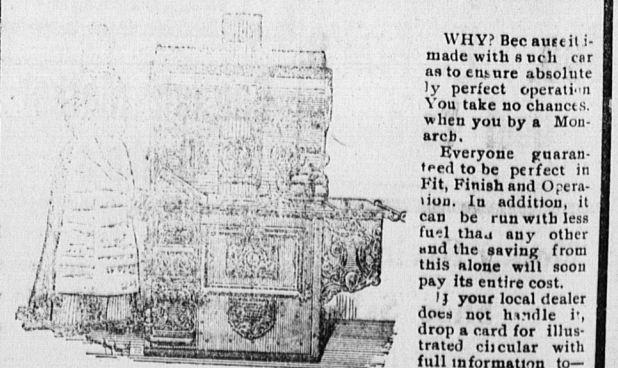 WHY? Because it i-
made with such car
as to ensure absolute
ly perfect operation
You take no chances.
when you by a Mon-
arch.
Everyone guaran-
teed to be perfect in
Fit, Finish and Opera-
tion. In addition, it
can be run with less
fuel than any other
and the saving from
this alone will soon
pay its entire cost.
If your local dealer
does not handle i,
drop a card for illus-
trated circular with
full information to—